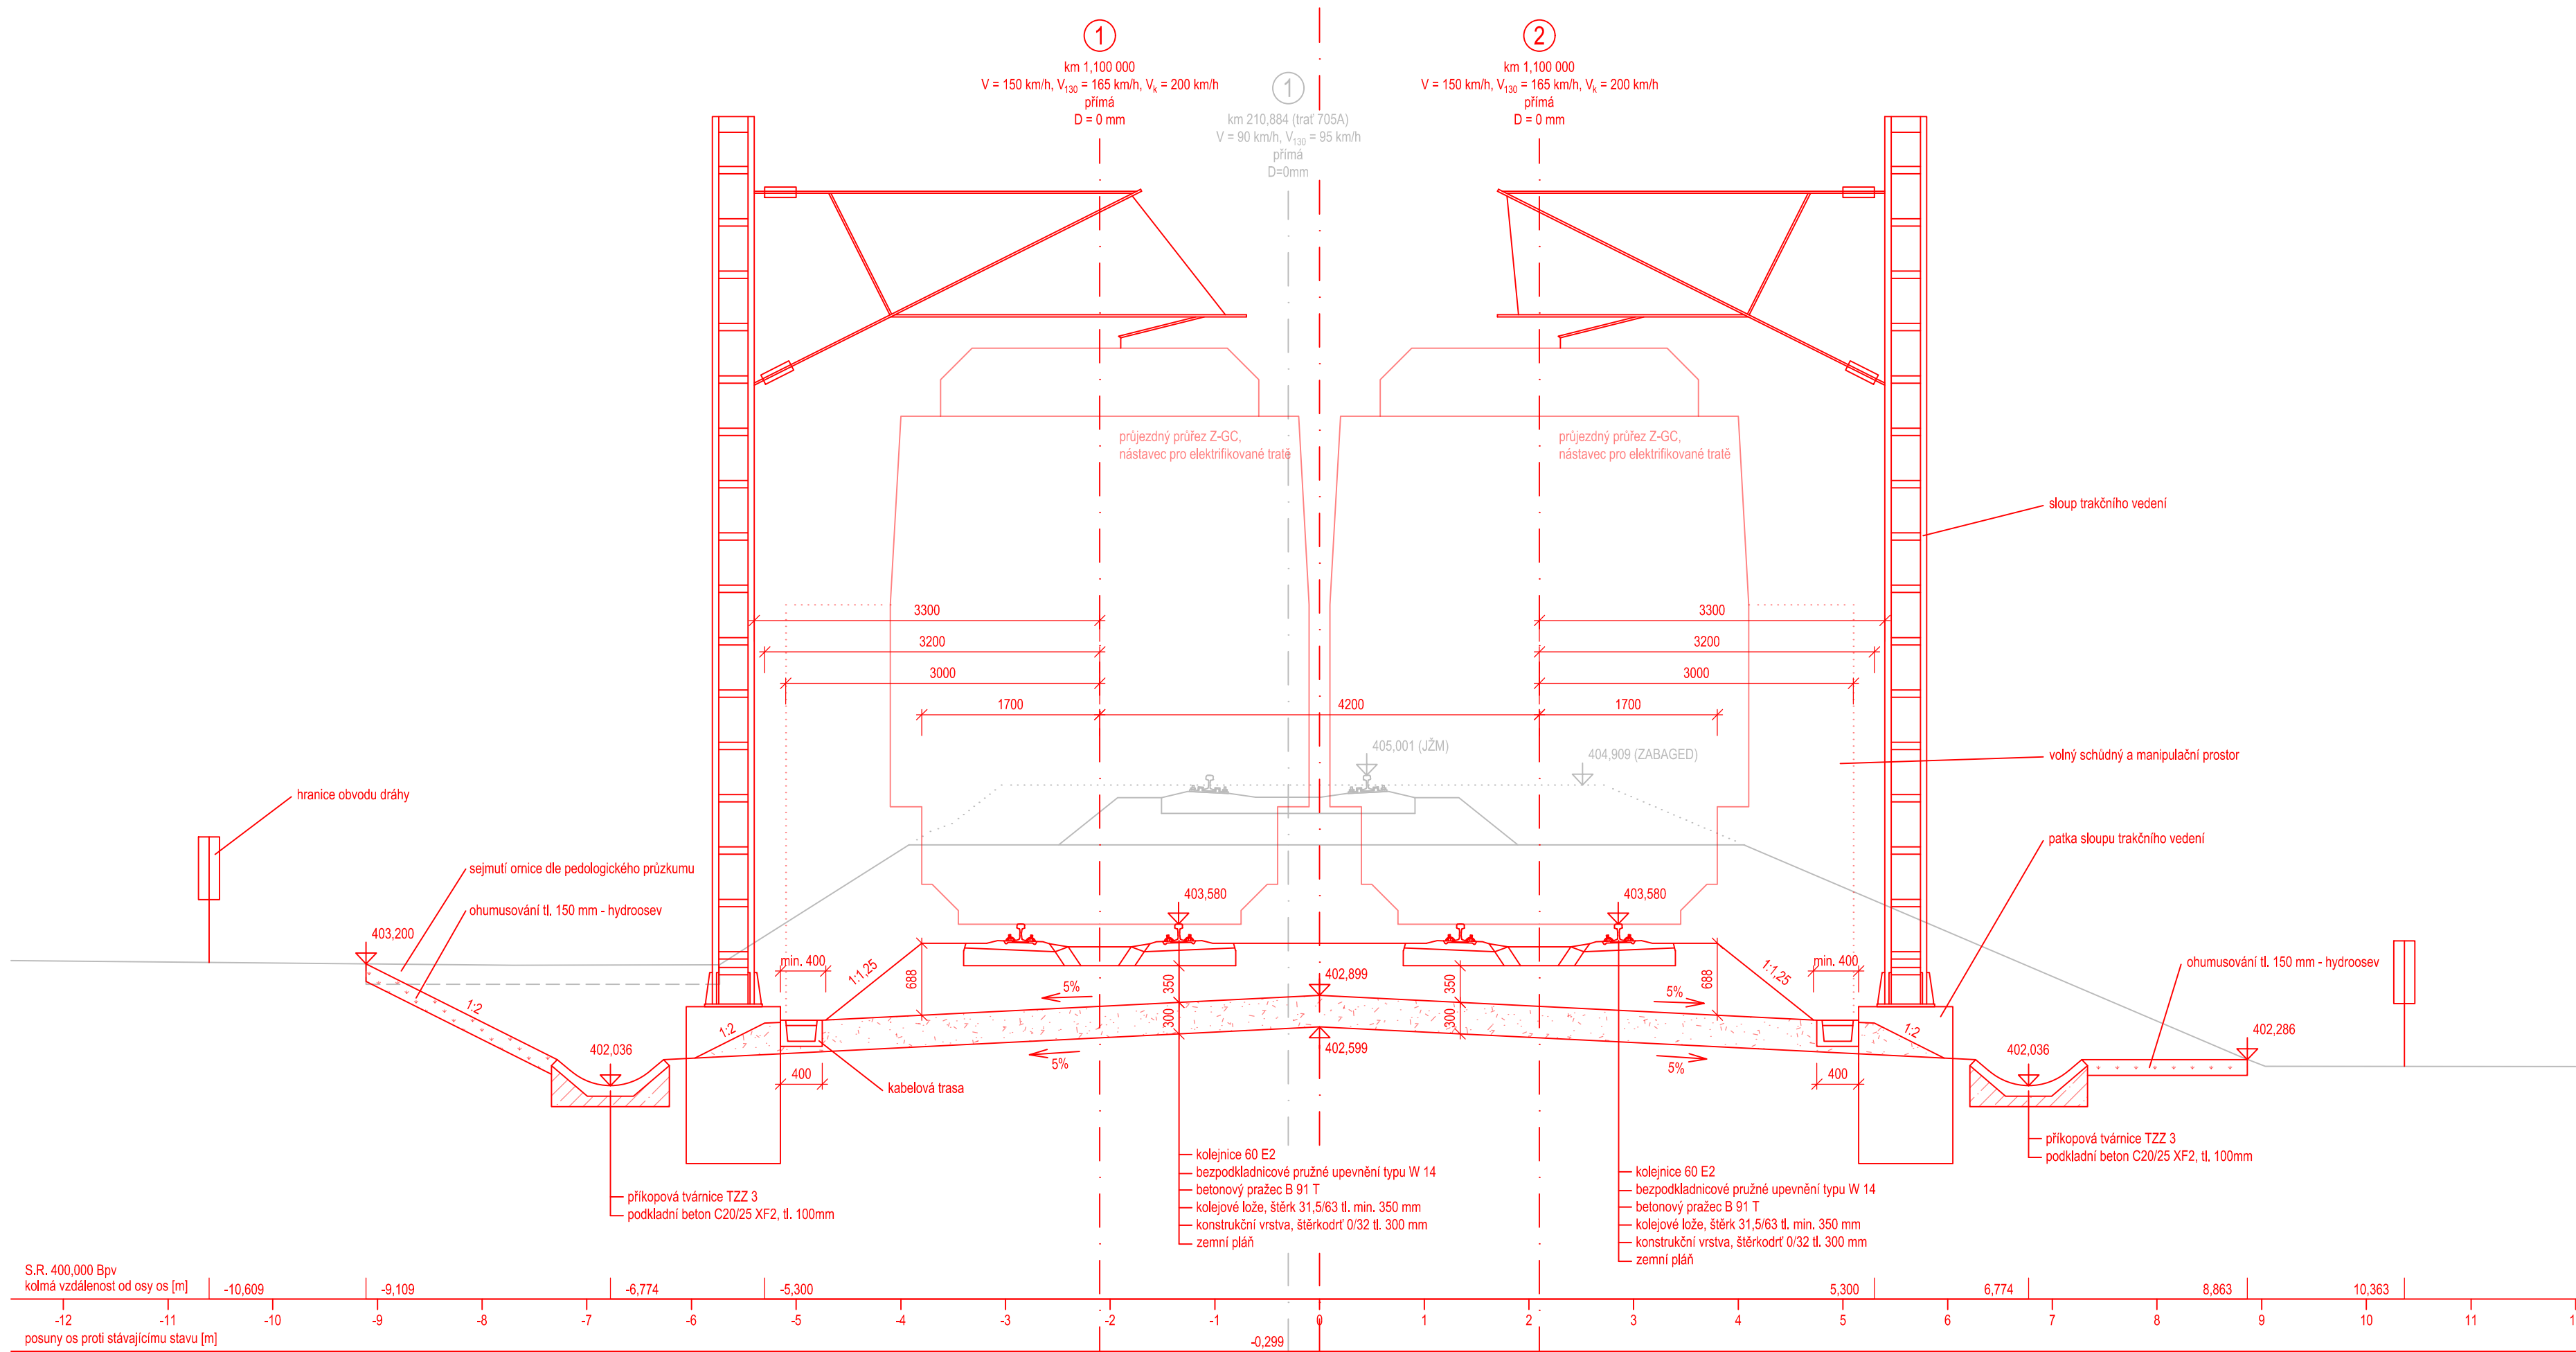 1
km 1,100 000
V = 150 km/h, V130 = 165 km/h, Vk = 200 km/h
přímá
D = 0 mm
1
km 210,884 (trať 705A)
V = 90 km/h, V130 = 95 km/h
přímá
D=0mm
2
km 1,100 000
V = 150 km/h, V130 = 165 km/h, Vk = 200 km/h
přímá
D = 0 mm
průjezdný průřez Z-GC,
nástavec pro elektrifikované tratě
průjezdný průřez Z-GC,
nástavec pro elektrifikované tratě
sloup trakčního vedení
3300
3300
3200
3200
3000
3000
1700
4200
1700
405,001 (JŽM)
404,909 (ZABAGED)
volný schůdný a manipulační prostor
hranice obvodu dráhy
patka sloupu trakčního vedení
sejmutí ornice dle pedologického průzkumu
ohumusování tl. 150 mm - hydroosev
403,580
403,580
403,200
min. 400
1:1,25
688
350
402,899
350
688
1:1,25
min. 400
ohumusování tl. 150 mm - hydroosev
5%
5%
1:2
1:2
300
300
1:2
402,036
402,599
402,036
402,286
5%
5%
400
400
kabelová trasa
příkopová tvárnice TZZ 3
podkladní beton C20/25 XF2, tl. 100mm
kolejnice 60 E2
bezpodkladnicové pružné upevnění typu W 14
betonový pražec B 91 T
kolejové lože, štěrk 31,5/63 tl. min. 350 mm
konstrukční vrstva, štěrkodrť 0/32 tl. 300 mm
zemní pláň
kolejnice 60 E2
bezpodkladnicové pružné upevnění typu W 14
betonový pražec B 91 T
kolejové lože, štěrk 31,5/63 tl. min. 350 mm
konstrukční vrstva, štěrkodrť 0/32 tl. 300 mm
zemní pláň
příkopová tvárnice TZZ 3
podkladní beton C20/25 XF2, tl. 100mm
S.R. 400,000 Bpv
kolmá vzdálenost od osy os [m] -10,609 -9,109 -6,774 -5,300 5,300 6,774 8,863 10,363
-12 -11 -10 -9 -8 -7 -6 -5 -4 -3 -2 -1 0 1 2 3 4 5 6 7 8 9 10 11
posuny os proti stávajícímu stavu [m] -0,299